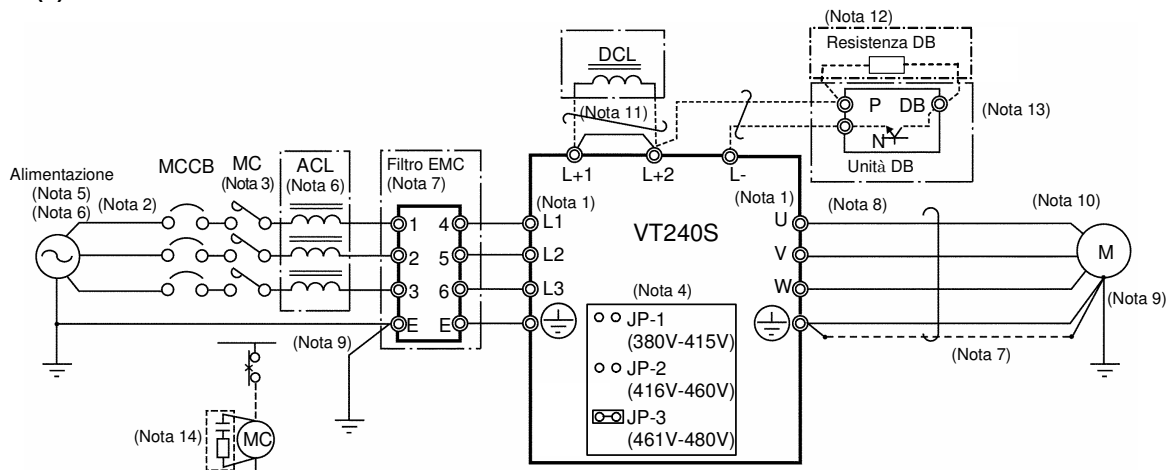 (Nota 12)
Resistenza DB
DCL
(Nota 11)
P DB
(Nota 13)
N
Unità DB
L+1 L+2 L-
Alimentazione
(Nota 5)
(Nota 6)
(Nota 2)
MCCB
MC
(Nota 3)
ACL
(Nota 6)
Filtro EMC
(Nota 7)
1 4
2 5
3 6
E E
(Nota 9)
(Nota 1)
L1
L2
L3
VT240S
(Nota 4)
JP-1
(380V-415V)
JP-2
(416V-460V)
JP-3
(461V-480V)
(Nota 1)
U
V
W
(Nota 8)
(Nota 10)
M
(Nota 9)
(Nota 7)
(Nota 14)
MC